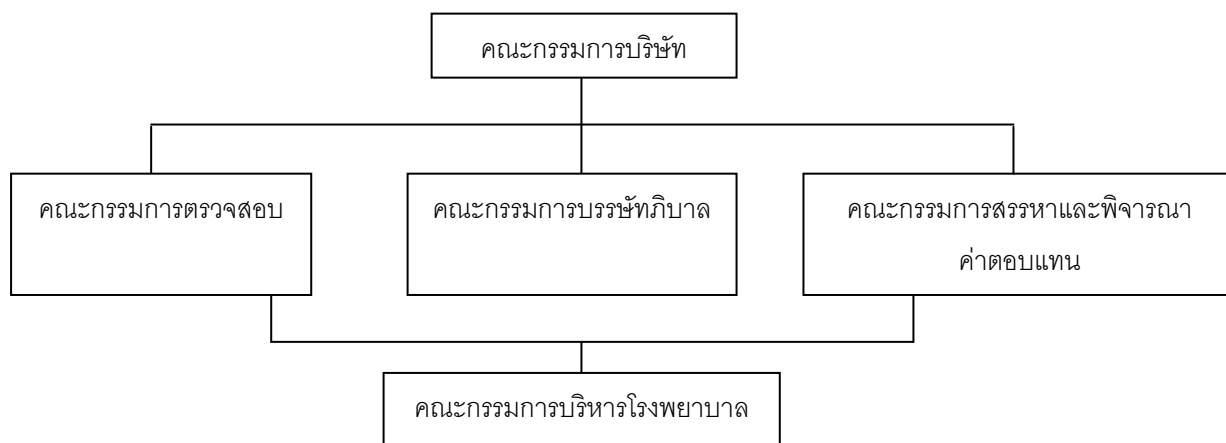 คณะกรรมการบริษัท
คณะกรรมการตรวจสอบ
คณะกรรมการบรรษัทภิบาล
คณะกรรมการสรรหาและพิจารณา
ค่าตอบแทน
คณะกรรมการบริหารโรงพยาบาล